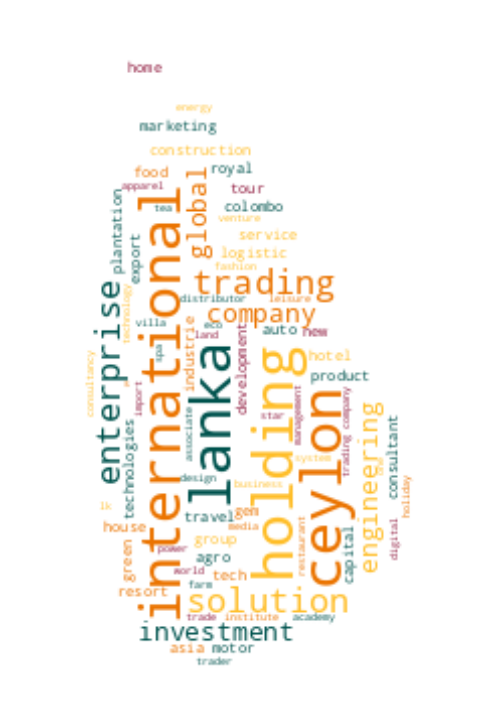 home
energy
marketing
construction
food
royal
apparel
tour
tea
colombo
venture
plantation
international
global
service
export
logistic
fashion
trading
enterprise
distributor
leisure
company
technology
villa
eco
land
auto
new
industrie
development
lanka
holding
hotel
spa
product
consultancy
import
associate
star
management
trading company
ceylon
engineering
consultant
technologies
system
design
business
holiday
lk
travel
gem
media
house
group
restaurant
capital
digital
green
power
agro
world
tech
farm
resort
solution
trade
institute
academy
investment
asia
motor
trader